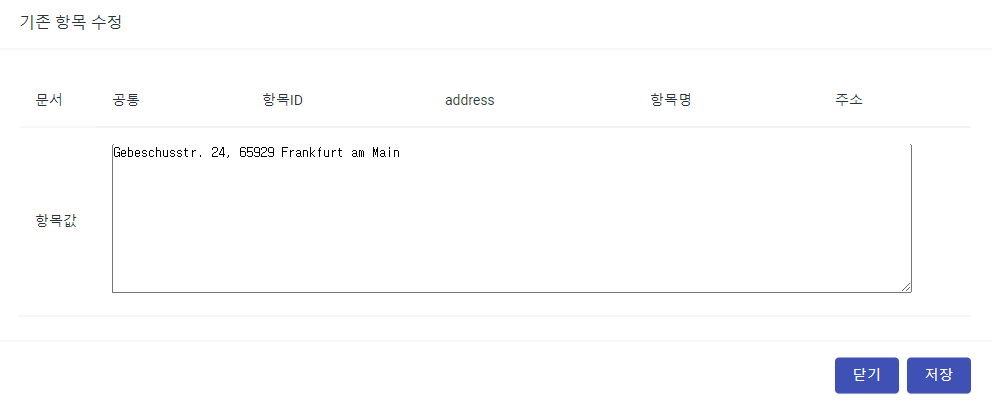 기존 항목 수정
문서 공통 항목ID address 항목명 주소
항목값 Gebeschusstr. 24, 65929 Frankfurt am Main
닫기 저장